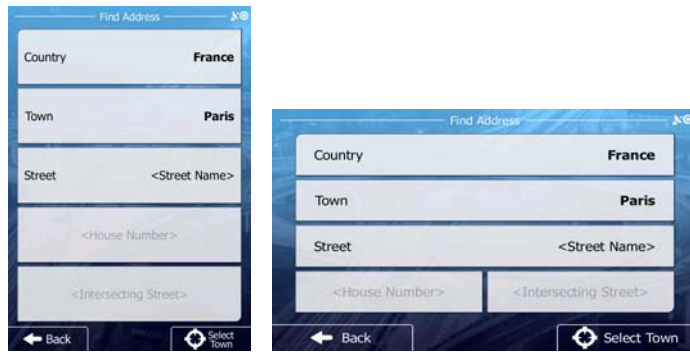 Find Address
Country France
Town Paris
Street <Street Name>
<House Number>
<Intersecting Street>
Back Select Town
Find Address
Country France
Town Paris
Street <Street Name>
<House Number> <Intersecting Street>
Back Select Town